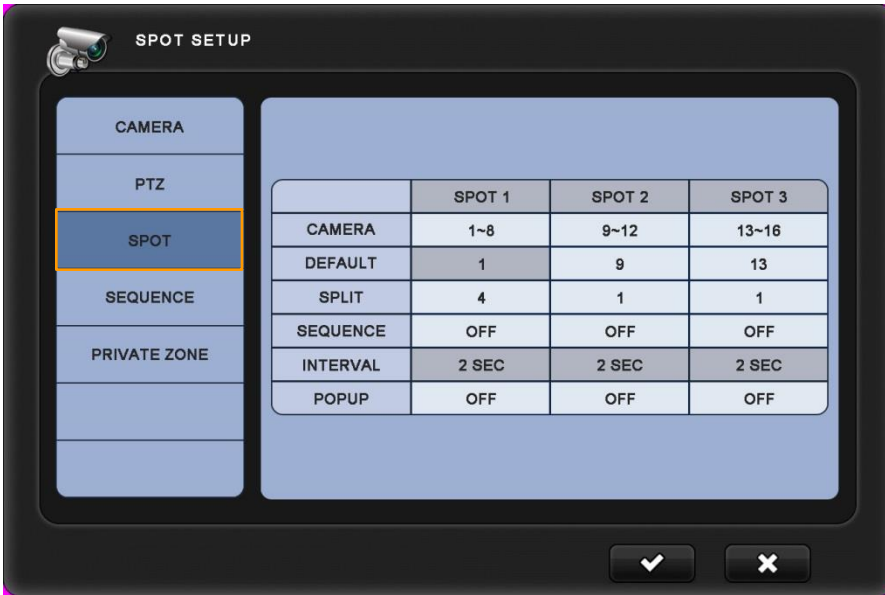 SPOT SETUP
CAMERA
PTZ
SPOT
SEQUENCE
PRIVATE ZONE
SPOT 1 SPOT 2 SPOT 3
CAMERA 1~8 9~12 13~16
DEFAULT 1 9 13
SPLIT 4 1 1
SEQUENCE OFF OFF OFF
INTERVAL 2 SEC 2 SEC 2 SEC
POPUP OFF OFF OFF